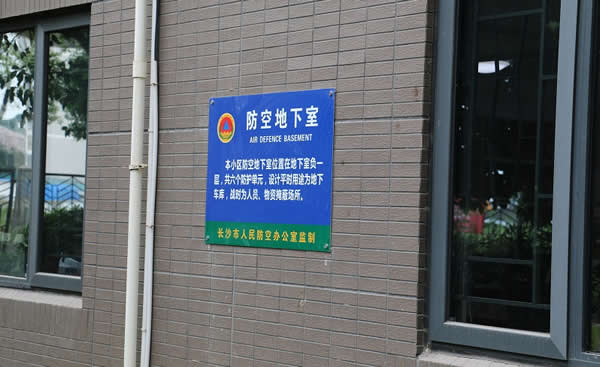 防空地下室
AIR DEFENCE BASEMENT
本小区防空地下室位置在地下室负一
层，共六个防护单元，设计平时用途为地下
车库，战时为人员、物资掩蔽场所。
长沙市人民防空办公室监制